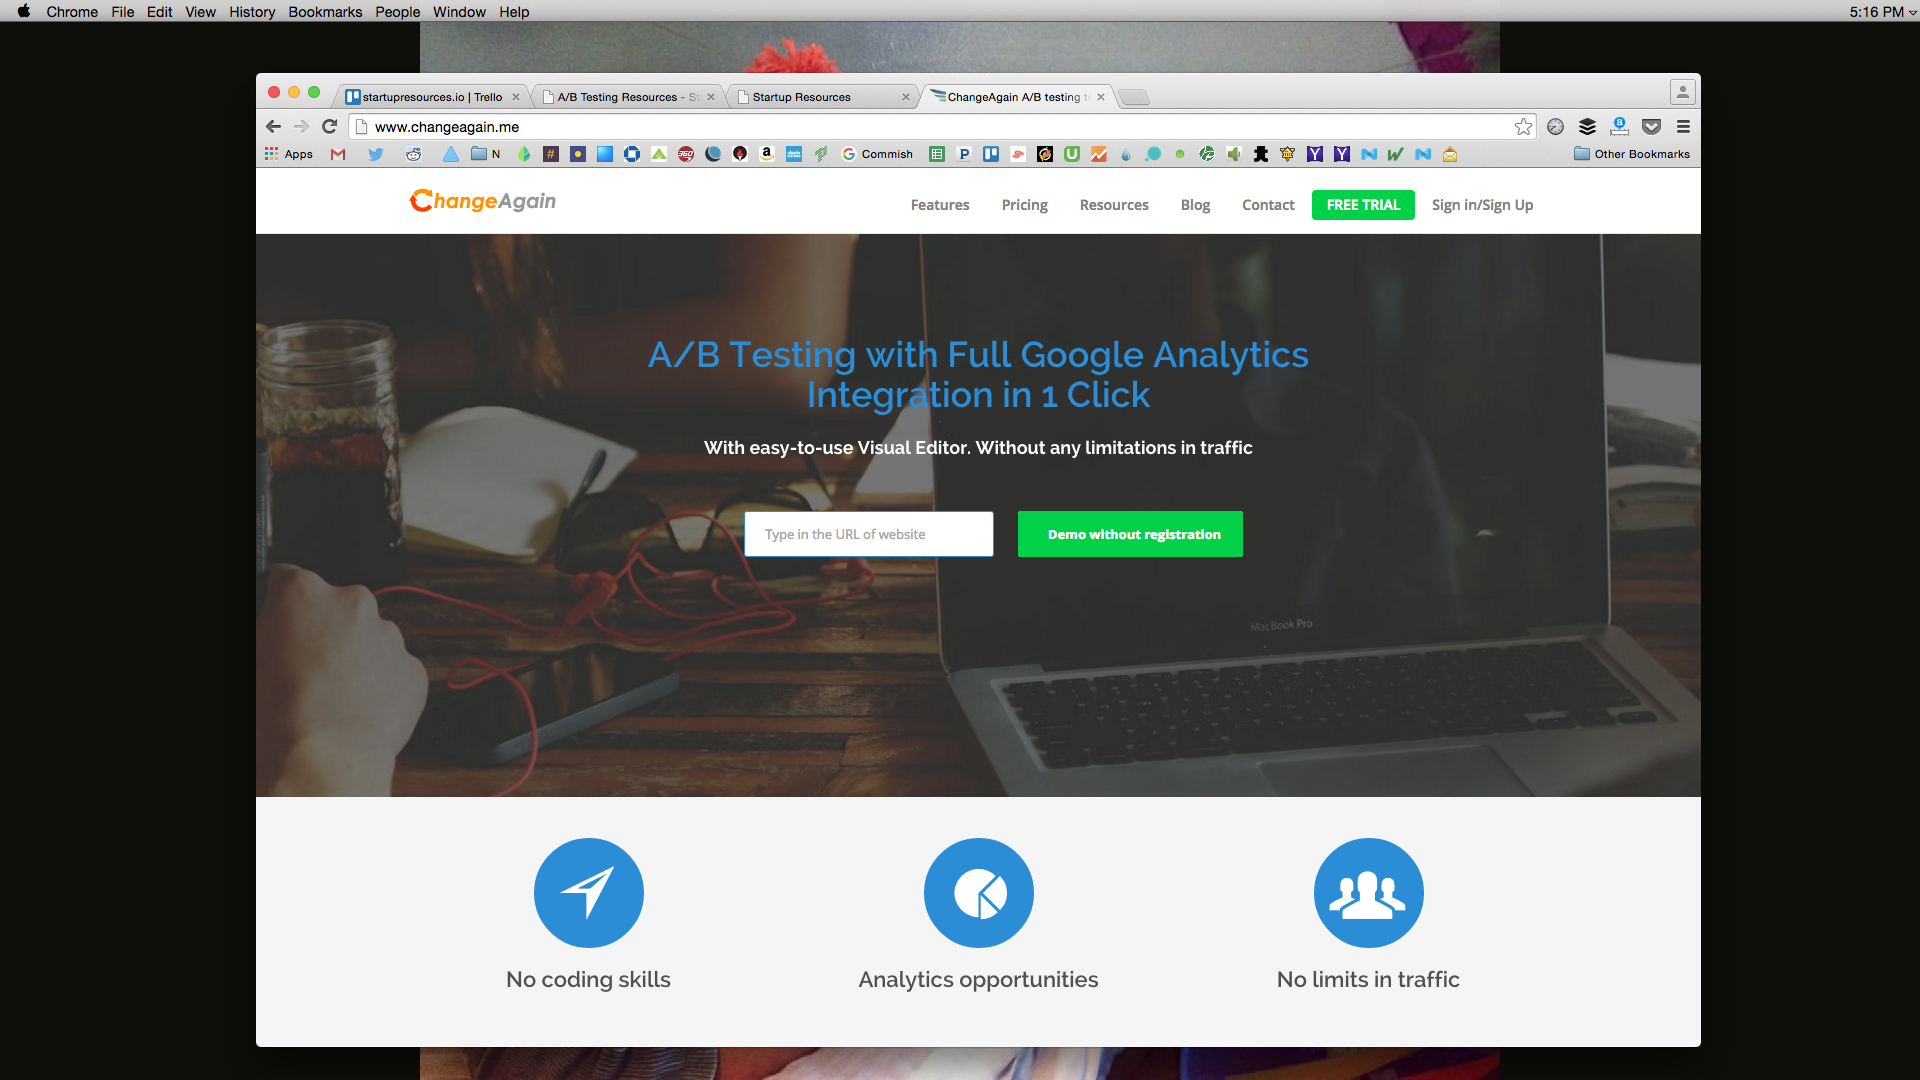 Chrome File Edit View History Bookmarks People Window Help
5:16 PM
startupresources.io | Trello
A/B Testing Resources - St
Startup Resources
ChangeAgain A/B testing t
www.changeagain.me
Apps
N
#
360
a
Commish
P
U
Y
Y
Other Bookmarks
ChangeAgain
Features
Pricing
Resources
Blog
Contact
FREE TRIAL
Sign in/Sign Up
A/B Testing with Full Google Analytics
Integration in 1 Click
With easy-to-use Visual Editor. Without any limitations in traffic
Type in the URL of website
Demo without registration
MacBook Pro
No coding skills
Analytics opportunities
No limits in traffic